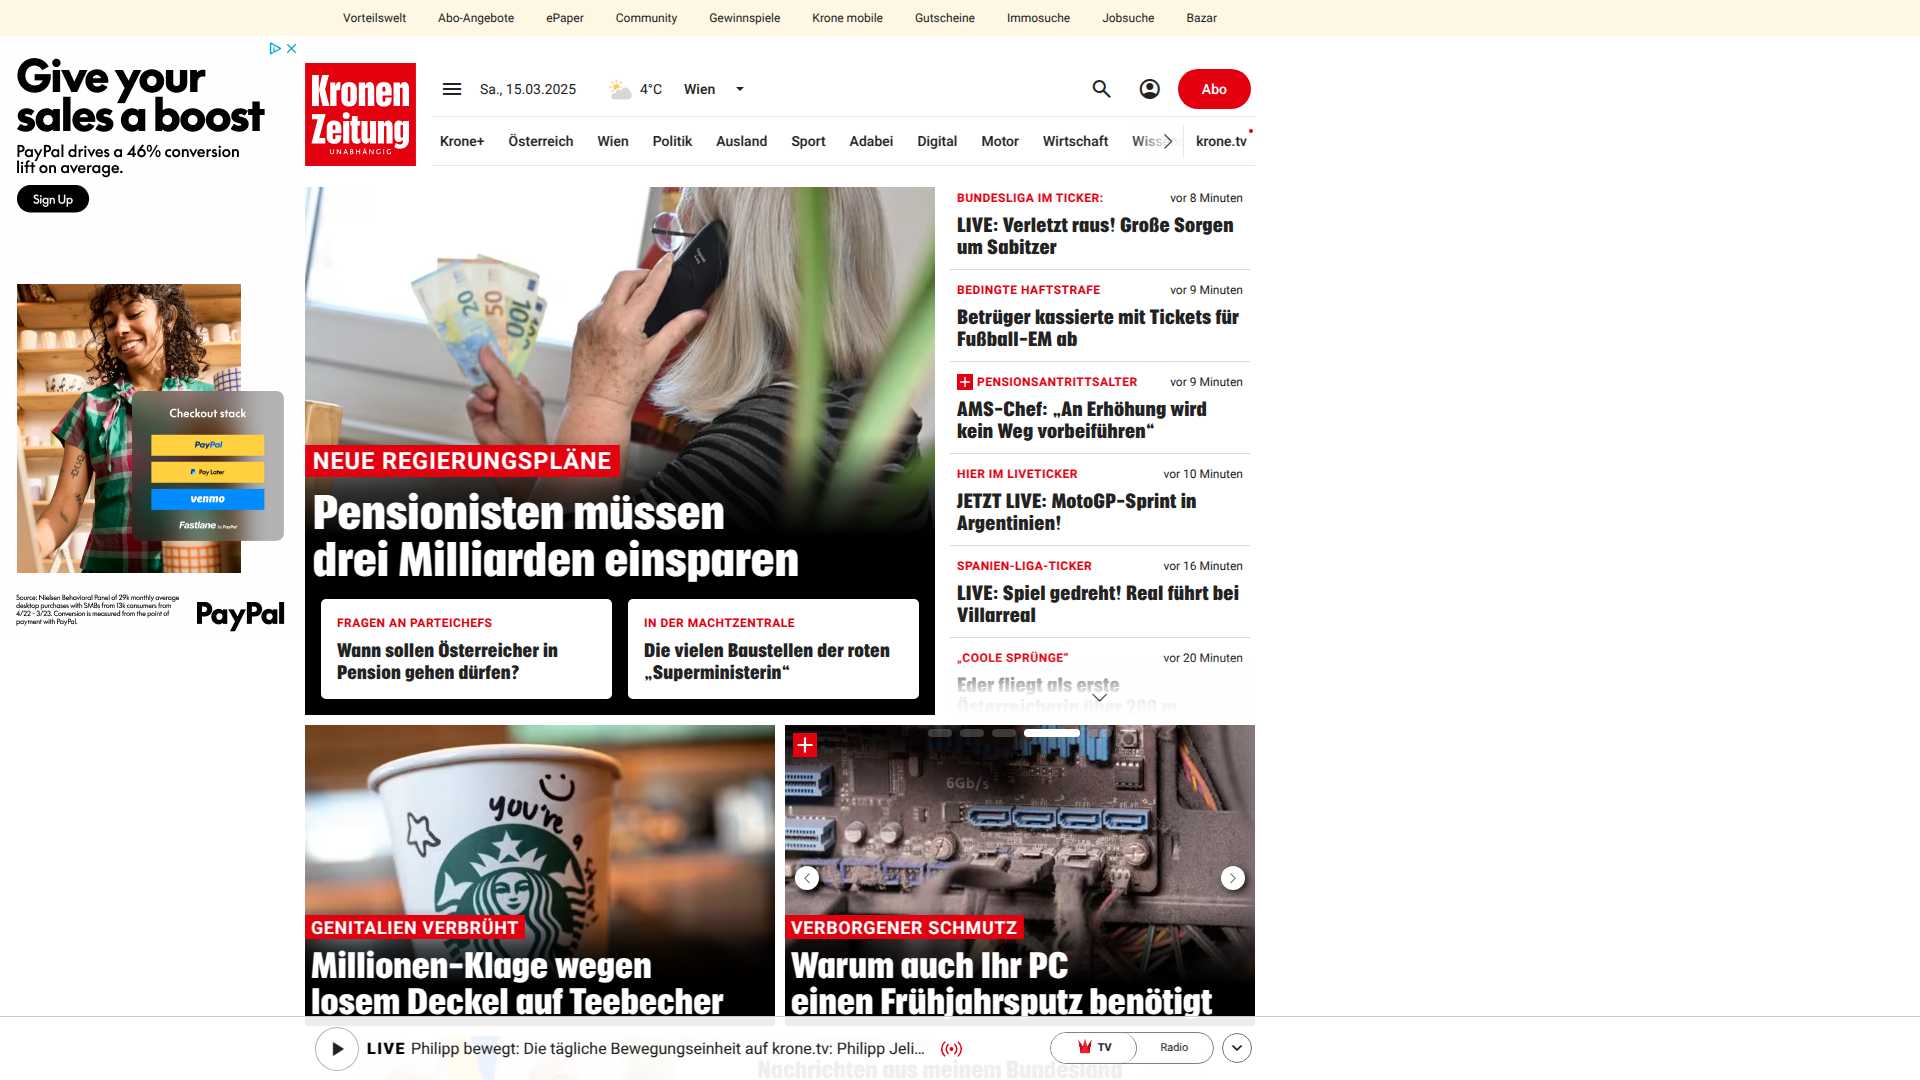 Vorteilswelt Abo-Angebote ePaper Community Gewinnspiele Krone mobile Gutscheine Immosuche Jobsuche Bazar
Give your
sales a boost
PayPal drives a 46% conversion
lift on average.
Sign Up
Checkout stack
PayPal
Pay Later
venmo
Fastlane by PayPal
Source: Nielsen Behavioral Panel of 29k monthly average
desktop purchases with SMBs from 13k consumers from
4/22 - 3/23. Conversion is measured from the point of
payment with PayPal.
PayPal
Kronen
Zeitung
UNABHÄNGIG
Sa., 15.03.2025 4°C Wien
Abo
Krone+ Österreich Wien Politik Ausland Sport Adabei Digital Motor Wirtschaft Wiss krone.tv
20 50 100
NEUE REGIERUNGSPLÄNE
Pensionisten müssen
drei Milliarden einsparen
FRAGEN AN PARTEICHEFS
Wann sollen Österreicher in
Pension gehen dürfen?
IN DER MACHTZENTRALE
Die vielen Baustellen der roten
„Superministerin“
BUNDESLIGA IM TICKER: vor 8 Minuten
LIVE: Verletzt raus! Große Sorgen
um Sabitzer
BEDINGTE HAFTSTRAFE vor 9 Minuten
Betrüger kassierte mit Tickets für
Fußball-EM ab
PENSIONSANTRITTSALTER vor 9 Minuten
AMS-Chef: „An Erhöhung wird
kein Weg vorbeiführen“
HIER IM LIVETICKER vor 10 Minuten
JETZT LIVE: MotoGP-Sprint in
Argentinien!
SPANIEN-LIGA-TICKER vor 16 Minuten
LIVE: Spiel gedreht! Real führt bei
Villarreal
„COOLE SPRÜNGE“ vor 20 Minuten
Eder fliegt als erste
Österreicherin über 200 m
you're a
GENITALIEN VERBRÜHT
Millionen-Klage wegen
losem Deckel auf Teebecher
6Gb/s
VERBORGENER SCHMUTZ
Warum auch Ihr PC
einen Frühjahrsputz benötigt
LIVE Philipp bewegt: Die tägliche Bewegungseinheit auf krone.tv: Philipp Jeli...
TV Radio
Nachrichten aus meinem Bundesland